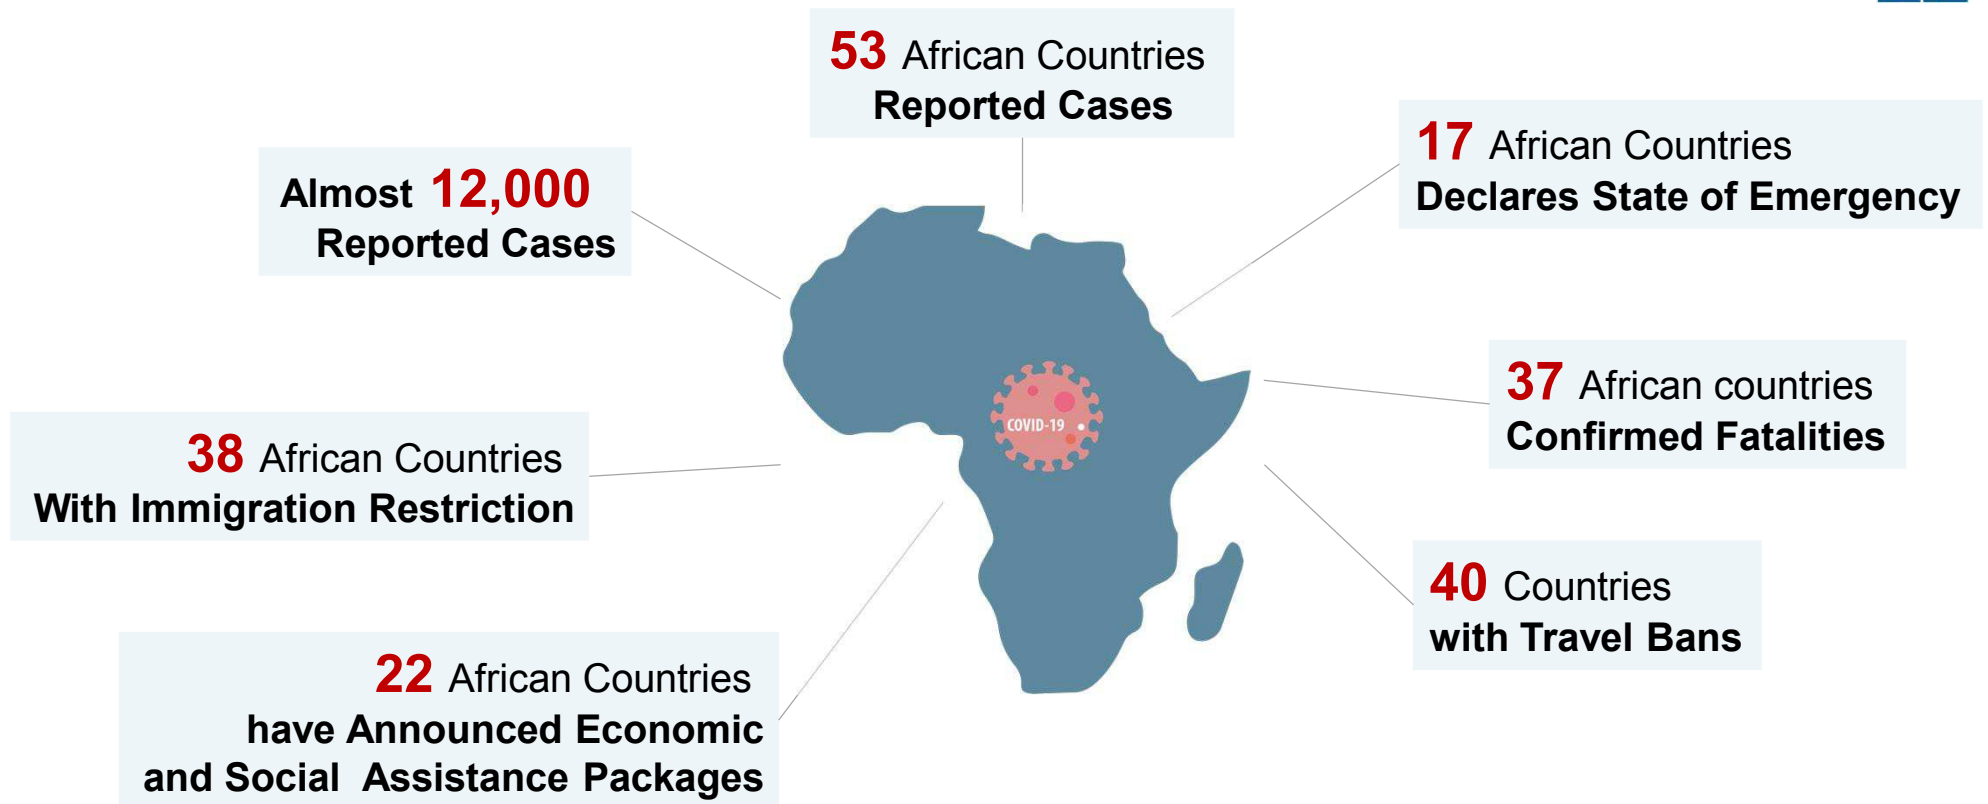 53 African Countries
Reported Cases
17 African Countries
Declares State of Emergency
Almost 12,000
Reported Cases
37 African countries
Confirmed Fatalities
COVID-19
38 African Countries
With Immigration Restriction
40 Countries
with Travel Bans
22 African Countries
have Announced Economic
and Social Assistance Packages